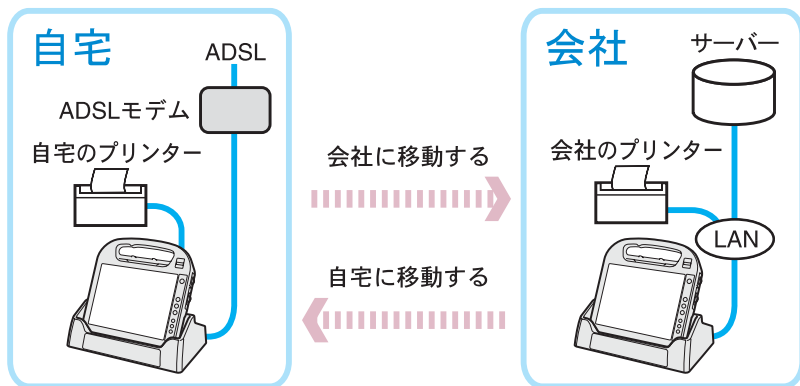 自宅
ADSL
ADSLモデム
自宅のプリンター
会社に移動する
自宅に移動する
会社
サーバー
会社のプリンター
LAN